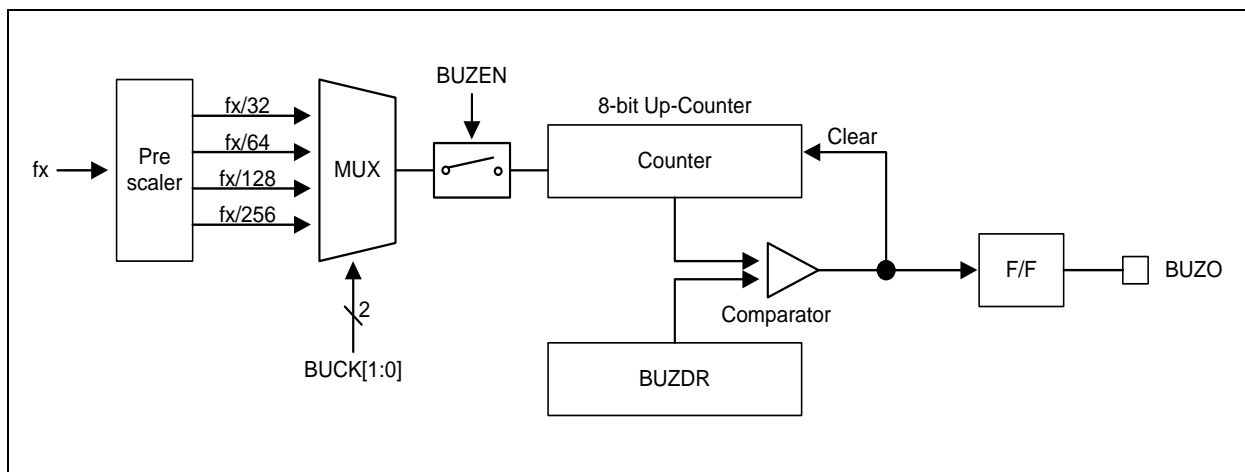 fx
Pre
scaler
fx/32
fx/64
fx/128
fx/256
MUX
2
BUCK[1:0]
BUZEN
8-bit Up-Counter
Counter
Clear
Comparator
BUZDR
F/F
BUZO